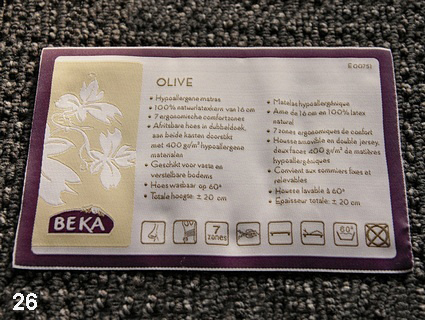 E00751
OLIVE
• Hypoallergene matras
• 100% natuurlatexkern van 16 cm
• 7 ergonomische comfortzones
• Afritsbare hoes in dubbeldoek,
aan beide kanten doorstikt
met 400 gr/m² hypoallergene
materialen
• Geschikt voor vaste en
verstelbare bodems
• Hoes wasbaar op 60°
• Totale hoogte: ± 20 cm
• Matelas hypoallergénique
• Ame de 16 cm en 100% latex
naturel
• 7 zones ergonomiques de confort
• Housse amovible en double jersey,
deux faces 400 gr/m² de matières
hypoallergéniques
• Convient aux sommiers fixes et
relevables
• Housse lavable à 60°
• Epaisseur totale: ± 20 cm
BEKA
7
zones
60°
26